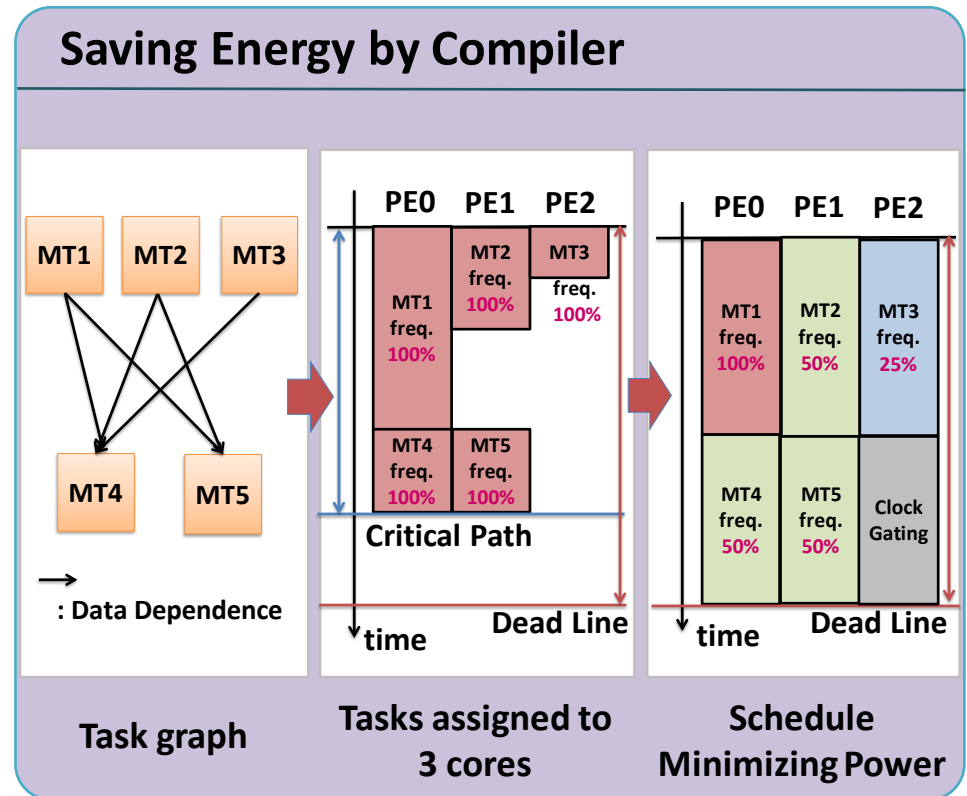 Saving Energy by Compiler
MT1
MT2
MT3
MT4
MT5
: Data Dependence
Task graph
PE0
PE1
PE2
MT1
freq.
100%
MT2
freq.
100%
MT3
freq.
100%
MT4
freq.
100%
MT5
freq.
100%
Critical Path
Dead Line
time
Tasks assigned to
3 cores
PE0
PE1
PE2
MT1
freq.
100%
MT2
freq.
50%
MT3
freq.
25%
MT4
freq.
50%
MT5
freq.
50%
Clock
Gating
time
Dead Line
Schedule
Minimizing Power